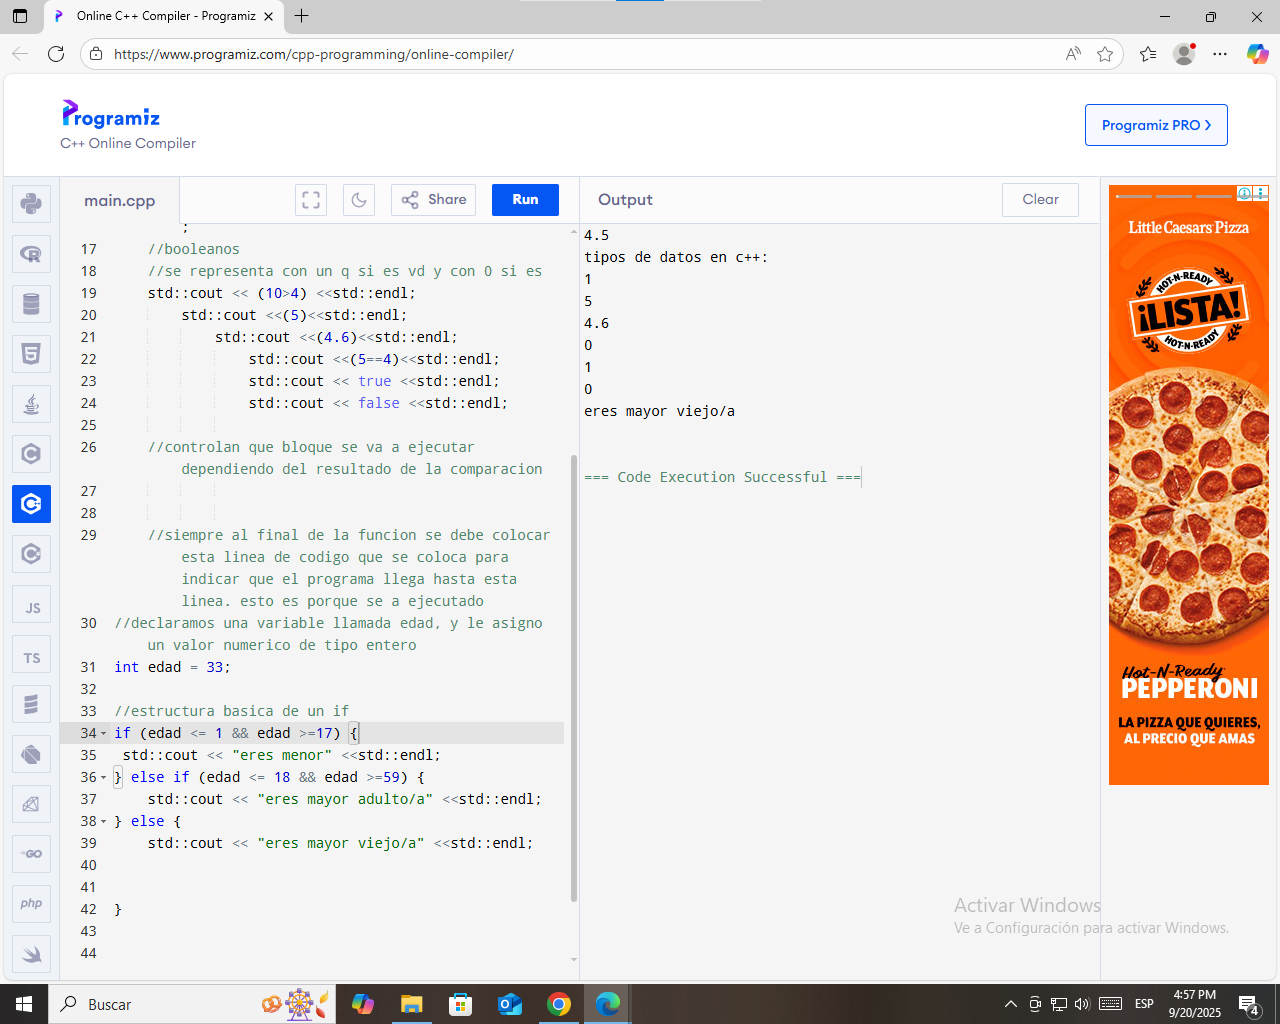 Online C++ Compiler - Programiz
https://www.programiz.com/cpp-programming/online-compiler/
Programiz
C++ Online Compiler
Programiz PRO ❯
main.cpp
Share
Run
Output
Clear
;
17 //booleanos
18 //se representa con un q si es vd y con 0 si es
19 std::cout << (10>4) <<std::endl;
20 std::cout <<(5)<<std::endl;
21 std::cout <<(4.6)<<std::endl;
22 std::cout <<(5==4)<<std::endl;
23 std::cout << true <<std::endl;
24 std::cout << false <<std::endl;
25
26 //controlan que bloque se va a ejecutar
dependiendo del resultado de la comparacion
27
28
29 //siempre al final de la funcion se debe colocar
esta linea de codigo que se coloca para
indicar que el programa llega hasta esta
linea. esto es porque se a ejecutado
30 //declaramos una variable llamada edad, y le asigno
un valor numerico de tipo entero
31 int edad = 33;
32
33 //estructura basica de un if
34 if (edad <= 1 && edad >=17) {
35 std::cout << "eres menor" <<std::endl;
36 } else if (edad <= 18 && edad >=59) {
37 std::cout << "eres mayor adulto/a" <<std::endl;
38 } else {
39 std::cout << "eres mayor viejo/a" <<std::endl;
40
41
42 }
43
44
4.5
tipos de datos en c++:
1
5
4.6
0
1
0
eres mayor viejo/a
=== Code Execution Successful ===
JS
TS
GO
php
Little Caesars Pizza
HOT-N-READY
¡LISTA!
HOT-N-READY
Hot-N-Ready
PEPPERONI
LA PIZZA QUE QUIERES,
AL PRECIO QUE AMAS
Activar Windows
Ve a Configuración para activar Windows.
Buscar
ESP
4:57 PM
9/20/2025
4